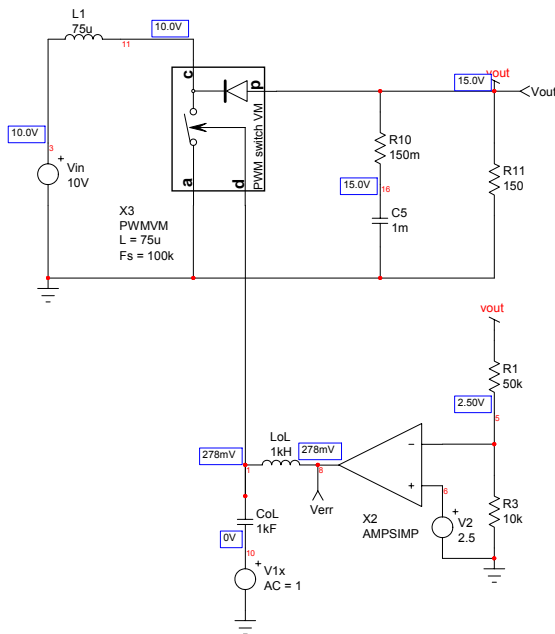 L1
75u
11
10.0V
10.0V
3
Vin
10V
c
p
PWM switch VM
a
d
X3
PWMVM
L = 75u
Fs = 100k
15.0V
vout
Vout
R10
150m
15.0V
16
C5
1m
R11
150
vout
R1
50k
2.50V
5
LoL
1kH
278mV
1
278mV
6
Verr
X2
AMPSIMP
8
V2
2.5
R3
10k
CoL
1kF
0V
10
V1x
AC = 1